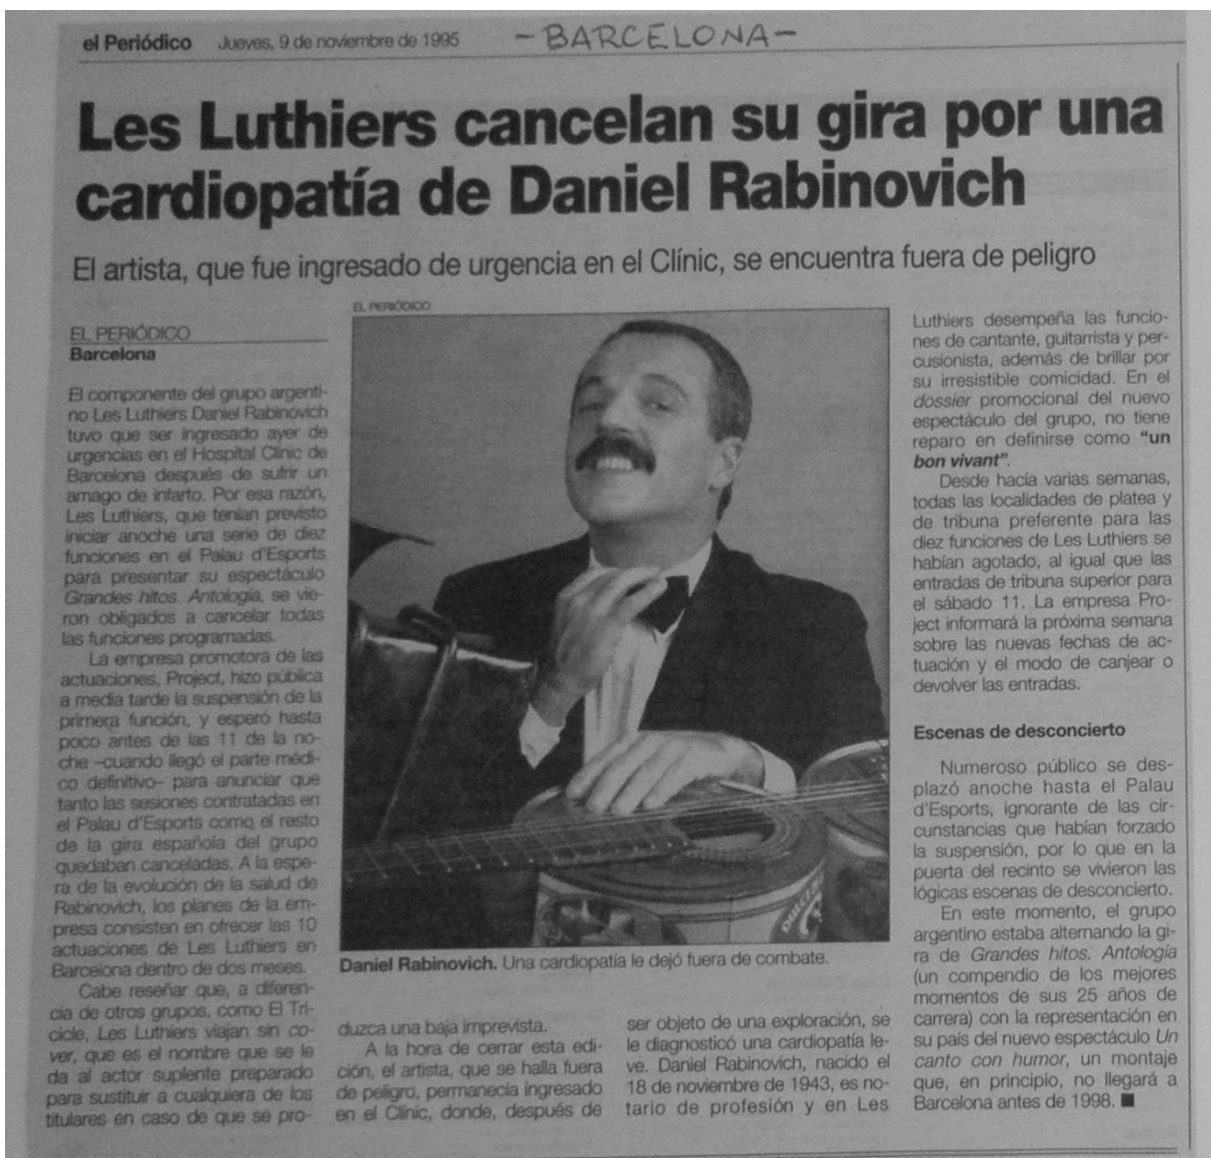 el Periódico Jueves, 9 de noviembre de 1995 -BARCELONA-
Les Luthiers cancelan su gira por una
cardiopatía de Daniel Rabinovich
El artista, que fue ingresado de urgencia en el Clínic, se encuentra fuera de peligro
EL PERIÓDICO
Barcelona
El componente del grupo argenti-
no Les Luthiers Daniel Rabinovich
tuvo que ser ingresado ayer de
urgencias en el Hospital Clínic de
Barcelona después de sufrir un
amago de infarto. Por esa razón,
Les Luthiers, que tenían previsto
iniciar anoche una serie de diez
funciones en el Palau d'Esports
para presentar su espectáculo
Grandes hitos. Antología, se vie-
ron obligados a cancelar todas
las funciones programadas.
La empresa promotora de las
actuaciones, Project, hizo pública
a media tarde la suspensión de la
primera función, y esperó hasta
poco antes de las 11 de la no-
che –cuando llegó el parte médi-
co definitivo– para anunciar que
tanto las sesiones contratadas en
el Palau d'Esports como el resto
de la gira española del grupo
quedaban canceladas. A la espe-
ra de la evolución de la salud de
Rabinovich, los planes de la em-
presa consisten en ofrecer las 10
actuaciones de Les Luthiers en
Barcelona dentro de dos meses.
Cabe reseñar que, a diferen-
cia de otros grupos, como El Tri-
cicle, Les Luthiers viajan sin co-
ver, que es el nombre que se le
da al actor suplente preparado
para sustituir a cualquiera de los
titulares en caso de que se pro-
EL PERIÓDICO
Daniel Rabinovich. Una cardiopatía le dejó fuera de combate.
duzca una baja imprevista.
A la hora de cerrar esta edi-
ción, el artista, que se halla fuera
de peligro, permanecía ingresado
en el Clínic, donde, después de
ser objeto de una exploración, se
le diagnosticó una cardiopatía le-
ve. Daniel Rabinovich, nacido el
18 de noviembre de 1943, es no-
tario de profesión y en Les
Luthiers desempeña las funcio-
nes de cantante, guitarrista y per-
cusionista, además de brillar por
su irresistible comicidad. En el
dossier promocional del nuevo
espectáculo del grupo, no tiene
reparo en definirse como "un
bon vivant".
Desde hacía varias semanas,
todas las localidades de platea y
de tribuna preferente para las
diez funciones de Les Luthiers se
habían agotado, al igual que las
entradas de tribuna superior para
el sábado 11. La empresa Pro-
ject informará la próxima semana
sobre las nuevas fechas de ac-
tuación y el modo de canjear o
devolver las entradas.
Escenas de desconcierto
Numeroso público se des-
plazó anoche hasta el Palau
d'Esports, ignorante de las cir-
cunstancias que habían forzado
la suspensión, por lo que en la
puerta del recinto se vivieron las
lógicas escenas de desconcierto.
En este momento, el grupo
argentino estaba alternando la gi-
ra de Grandes hitos. Antología
(un compendio de los mejores
momentos de sus 25 años de
carrera) con la representación en
su país del nuevo espectáculo Un
canto con humor, un montaje
que, en principio, no llegará a
Barcelona antes de 1998.